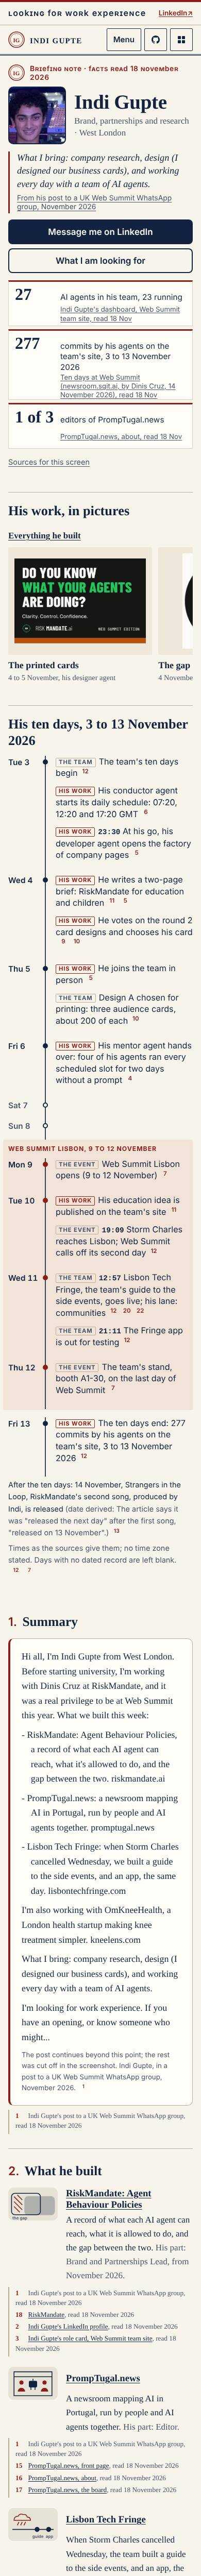 LOOKING FOR WORK EXPERIENCE
LinkedIn↗
IG
INDI GUPTE
Menu
IG
BRIEFING NOTE · FACTS READ 18 NOVEMBER
2026
Indi Gupte
Brand, partnerships and research
· West London
What I bring: company research, design (I
designed our business cards), and working
every day with a team of AI agents.
From his post to a UK Web Summit WhatsApp
group, November 2026
Message me on LinkedIn
What I am looking for
27
AI agents in his team, 23 running
Indi Gupte's dashboard, Web Summit
team site, read 18 Nov
277
commits by his agents on the
team's site, 3 to 13 November
2026
Ten days at Web Summit
(newsroom.sgit.ai, by Dinis Cruz, 14
November 2026), read 18 Nov
1 of 3
editors of PrompTugal.news
PrompTugal.news, about, read 18 Nov
Sources for this screen
His work, in pictures
Everything he built
DO YOU KNOW
WHAT YOUR AGENTS
ARE DOING?
Clarity. Control. Confidence.
RISK MANDATE.ai
WEB SUMMIT EDITION
The printed cards
4 to 5 November, his designer agent
The gap
4 Novembe
His ten days, 3 to 13 November
2026
Tue 3
THE TEAM The team's ten days
begin 12
HIS WORK His conductor agent
starts its daily schedule: 07:20,
12:20 and 17:20 GMT 6
HIS WORK 23:30 At his go, his
developer agent opens the factory
of company pages 5
Wed 4
HIS WORK He writes a two-page
brief: RiskMandate for education
and children 11 5
HIS WORK He votes on the round 2
card designs and chooses his card
9 10
Thu 5
HIS WORK He joins the team in
person 5
THE TEAM Design A chosen for
printing: three audience cards,
about 200 of each 10
Fri 6
HIS WORK His mentor agent hands
over: four of his agents ran every
scheduled slot for two days
without a prompt 4
Sat 7
Sun 8
WEB SUMMIT LISBON, 9 TO 12 NOVEMBER
Mon 9
THE EVENT Web Summit Lisbon
opens (9 to 12 November) 7
Tue 10
HIS WORK His education idea is
published on the team's site 11
THE EVENT 19:09 Storm Charles
reaches Lisbon; Web Summit
calls off its second day 12
Wed 11
THE TEAM 12:57 Lisbon Tech
Fringe, the team's guide to the
side events, goes live; his lane:
communities 12 20 22
THE TEAM 21:11 The Fringe app
is out for testing 12
Thu 12
THE EVENT The team's stand,
booth A1-30, on the last day of
Web Summit 7
Fri 13
HIS WORK The ten days end: 277
commits by his agents on the
team's site, 3 to 13 November
2026 12
After the ten days: 14 November, Strangers in the
Loop, RiskMandate's second song, produced by
Indi, is released (date derived: The article says it
was "released the next day" after the first song,
"released on 13 November".) 13
Times as the sources give them; no time zone
stated. Days with no dated record are left blank.
12 7
1. Summary
Hi all, I'm Indi Gupte from West London.
Before starting university, I'm working
with Dinis Cruz at RiskMandate, and it
was a real privilege to be at Web Summit
this year. What we built this week:
- RiskMandate: Agent Behaviour Policies,
a record of what each AI agent can
reach, what it's allowed to do, and the
gap between the two. riskmandate.ai
- PrompTugal.news: a newsroom mapping
AI in Portugal, run by people and AI
agents together. promptugal.news
- Lisbon Tech Fringe: when Storm Charles
cancelled Wednesday, we built a guide
to the side events, and an app, the same
day. lisbontechfringe.com
I'm also working with OmKneeHealth, a
London health startup making knee
treatment simpler. kneelens.com
What I bring: company research, design (I
designed our business cards), and working
every day with a team of AI agents.
I'm looking for work experience. If you
have an opening, or know someone who
might...
The post continues beyond this point; the rest
was cut off in the screenshot. Indi Gupte, in a
post to a UK Web Summit WhatsApp group,
November 2026. 1
1 Indi Gupte's post to a UK Web Summit WhatsApp group,
read 18 November 2026
2. What he built
the gap
RiskMandate: Agent
Behaviour Policies
A record of what each AI agent can
reach, what it is allowed to do, and
the gap between the two. His part:
Brand and Partnerships Lead, from
November 2026.
1 Indi Gupte's post to a UK Web Summit WhatsApp group,
read 18 November 2026
18 RiskMandate, read 18 November 2026
2 Indi Gupte's LinkedIn profile, read 18 November 2026
3 Indi Gupte's role card, Web Summit team site, read 18
November 2026
PrompTugal.news
A newsroom mapping AI in
Portugal, run by people and AI
agents together. His part: Editor.
1 Indi Gupte's post to a UK Web Summit WhatsApp group,
read 18 November 2026
15 PrompTugal.news, front page, read 18 November 2026
16 PrompTugal.news, about, read 18 November 2026
17 PrompTugal.news, the board, read 18 November 2026
guide app
Lisbon Tech Fringe
When Storm Charles cancelled
Wednesday, the team built a guide
to the side events, and an app, the